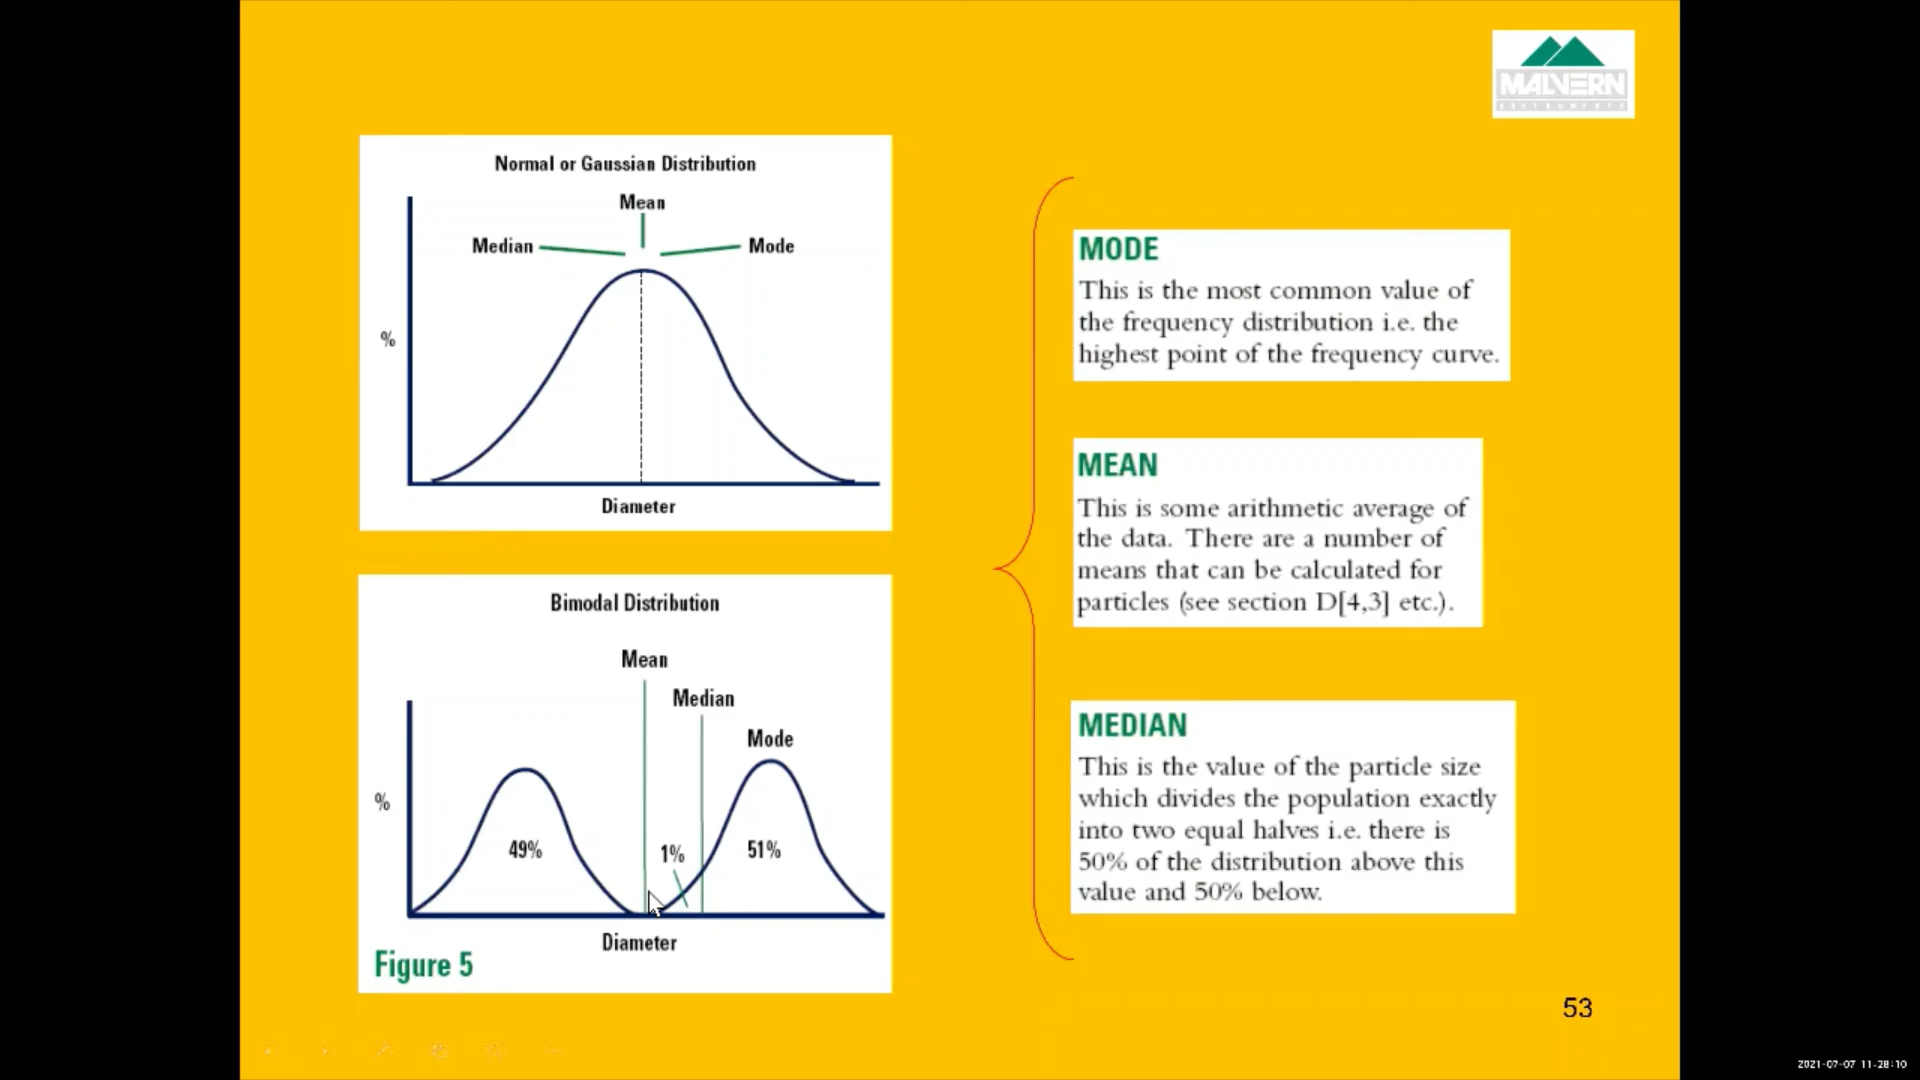 MALVERN
INSTRUMENTS
Normal or Gaussian Distribution
Mean
Median
Mode
%
Diameter
Bimodal Distribution
Mean
Median
Mode
%
49%
1%
51%
Diameter
Figure 5
MODE
This is the most common value of
the frequency distribution i.e. the
highest point of the frequency curve.
MEAN
This is some arithmetic average of
the data. There are a number of
means that can be calculated for
particles (see section D[4,3] etc.).
MEDIAN
This is the value of the particle size
which divides the population exactly
into two equal halves i.e. there is
50% of the distribution above this
value and 50% below.
53
2021-07-07 11:28:10